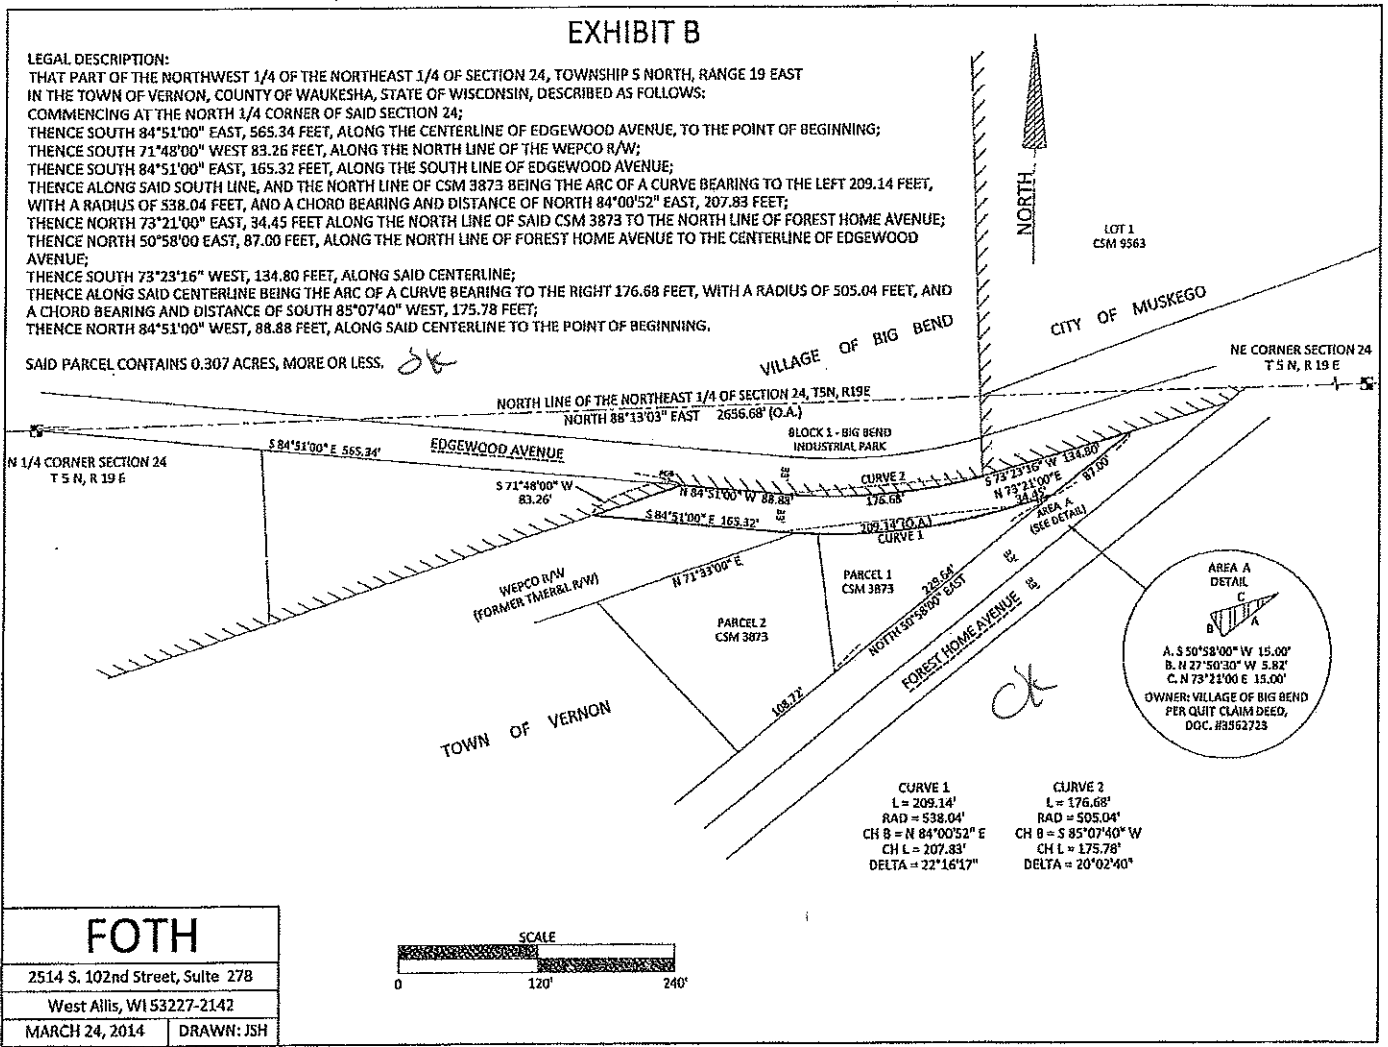 EXHIBIT B
LEGAL DESCRIPTION:
THAT PART OF THE NORTHWEST 1/4 OF THE NORTHEAST 1/4 OF SECTION 24, TOWNSHIP 5 NORTH, RANGE 19 EAST
IN THE TOWN OF VERNON, COUNTY OF WAUKESHA, STATE OF WISCONSIN, DESCRIBED AS FOLLOWS:
COMMENCING AT THE NORTH 1/4 CORNER OF SAID SECTION 24;
THENCE SOUTH 84°51'00" EAST, 565.34 FEET, ALONG THE CENTERLINE OF EDGEWOOD AVENUE, TO THE POINT OF BEGINNING;
THENCE SOUTH 71°48'00" WEST 83.26 FEET, ALONG THE NORTH LINE OF THE WEPCO R/W;
THENCE SOUTH 84°51'00" EAST, 165.32 FEET, ALONG THE SOUTH LINE OF EDGEWOOD AVENUE;
THENCE ALONG SAID SOUTH LINE, AND THE NORTH LINE OF CSM 3873 BEING THE ARC OF A CURVE BEARING TO THE LEFT 209.14 FEET,
WITH A RADIUS OF 538.04 FEET, AND A CHORD BEARING AND DISTANCE OF NORTH 84°00'52" EAST, 207.83 FEET;
THENCE NORTH 73°21'00" EAST, 34.45 FEET ALONG THE NORTH LINE OF SAID CSM 3873 TO THE NORTH LINE OF FOREST HOME AVENUE;
THENCE NORTH 50°58'00 EAST, 87.00 FEET, ALONG THE NORTH LINE OF FOREST HOME AVENUE TO THE CENTERLINE OF EDGEWOOD
AVENUE;
THENCE SOUTH 73°23'16" WEST, 134.80 FEET, ALONG SAID CENTERLINE;
THENCE ALONG SAID CENTERLINE BEING THE ARC OF A CURVE BEARING TO THE RIGHT 176.68 FEET, WITH A RADIUS OF 505.04 FEET, AND
A CHORD BEARING AND DISTANCE OF SOUTH 85°07'40" WEST, 175.78 FEET;
THENCE NORTH 84°51'00" WEST, 88.88 FEET, ALONG SAID CENTERLINE TO THE POINT OF BEGINNING.
SAID PARCEL CONTAINS 0.307 ACRES, MORE OR LESS. ok
NORTH
LOT 1
CSM 9563
CITY OF MUSKEGO
VILLAGE OF BIG BEND
NE CORNER SECTION 24
T 5 N, R 19 E
NORTH LINE OF THE NORTHEAST 1/4 OF SECTION 24, T5N, R19E
NORTH 88°13'03" EAST 2656.68' (O.A.)
BLOCK 1 - BIG BEND
INDUSTRIAL PARK
S 84°51'00" E 565.34'
EDGEWOOD AVENUE
N 1/4 CORNER SECTION 24
T 5 N, R 19 E
S 71°48'00" W
83.26'
POB
N 84°51'00" W 88.88'
33'
CURVE 2
176.68'
S 73°23'16" W 134.80'
N 73°21'00"E
34.45'
87.00'
S 84°51'00" E 165.32'
33'
209.14' (O.A.)
CURVE 1
AREA A
(SEE DETAIL)
WEPCO R/W
(FORMER TMER&L R/W)
N 71°33'00" E
PARCEL 1
CSM 3873
PARCEL 2
CSM 3873
229.64'
NOTTH 50°58'00" EAST
33'
FOREST HOME AVENUE
108.72'
TOWN OF VERNON
ok
AREA A
DETAIL
C
B
A
A. S 50°58'00" W 15.00'
B. N 27°50'30" W 5.82'
C. N 73°21'00 E 15.00'
OWNER: VILLAGE OF BIG BEND
PER QUIT CLAIM DEED,
DOC. #3562723
CURVE 1
L = 209.14'
RAD = 538.04'
CH B = N 84°00'52" E
CH L = 207.83'
DELTA = 22°16'17"
CURVE 2
L = 176.68'
RAD = 505.04'
CH B = S 85°07'40" W
CH L = 175.78'
DELTA = 20°02'40"
FOTH
2514 S. 102nd Street, Suite 278
West Allis, WI 53227-2142
MARCH 24, 2014 DRAWN: JSH
SCALE
0 120' 240'